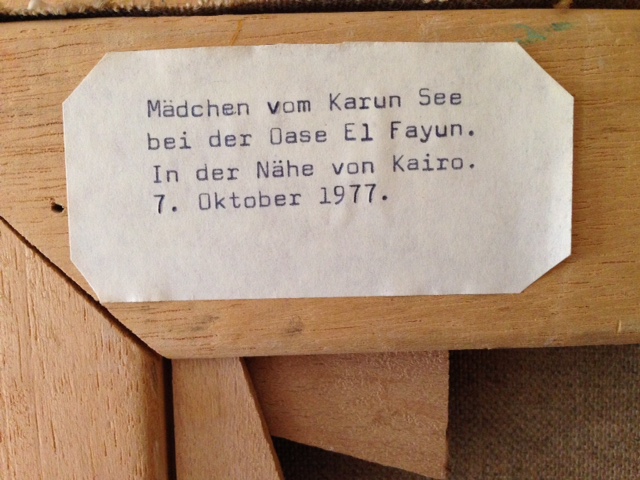 Mädchen vom Karun See
bei der Oase El Fayun.
In der Nähe von Kairo.
7. Oktober 1977.